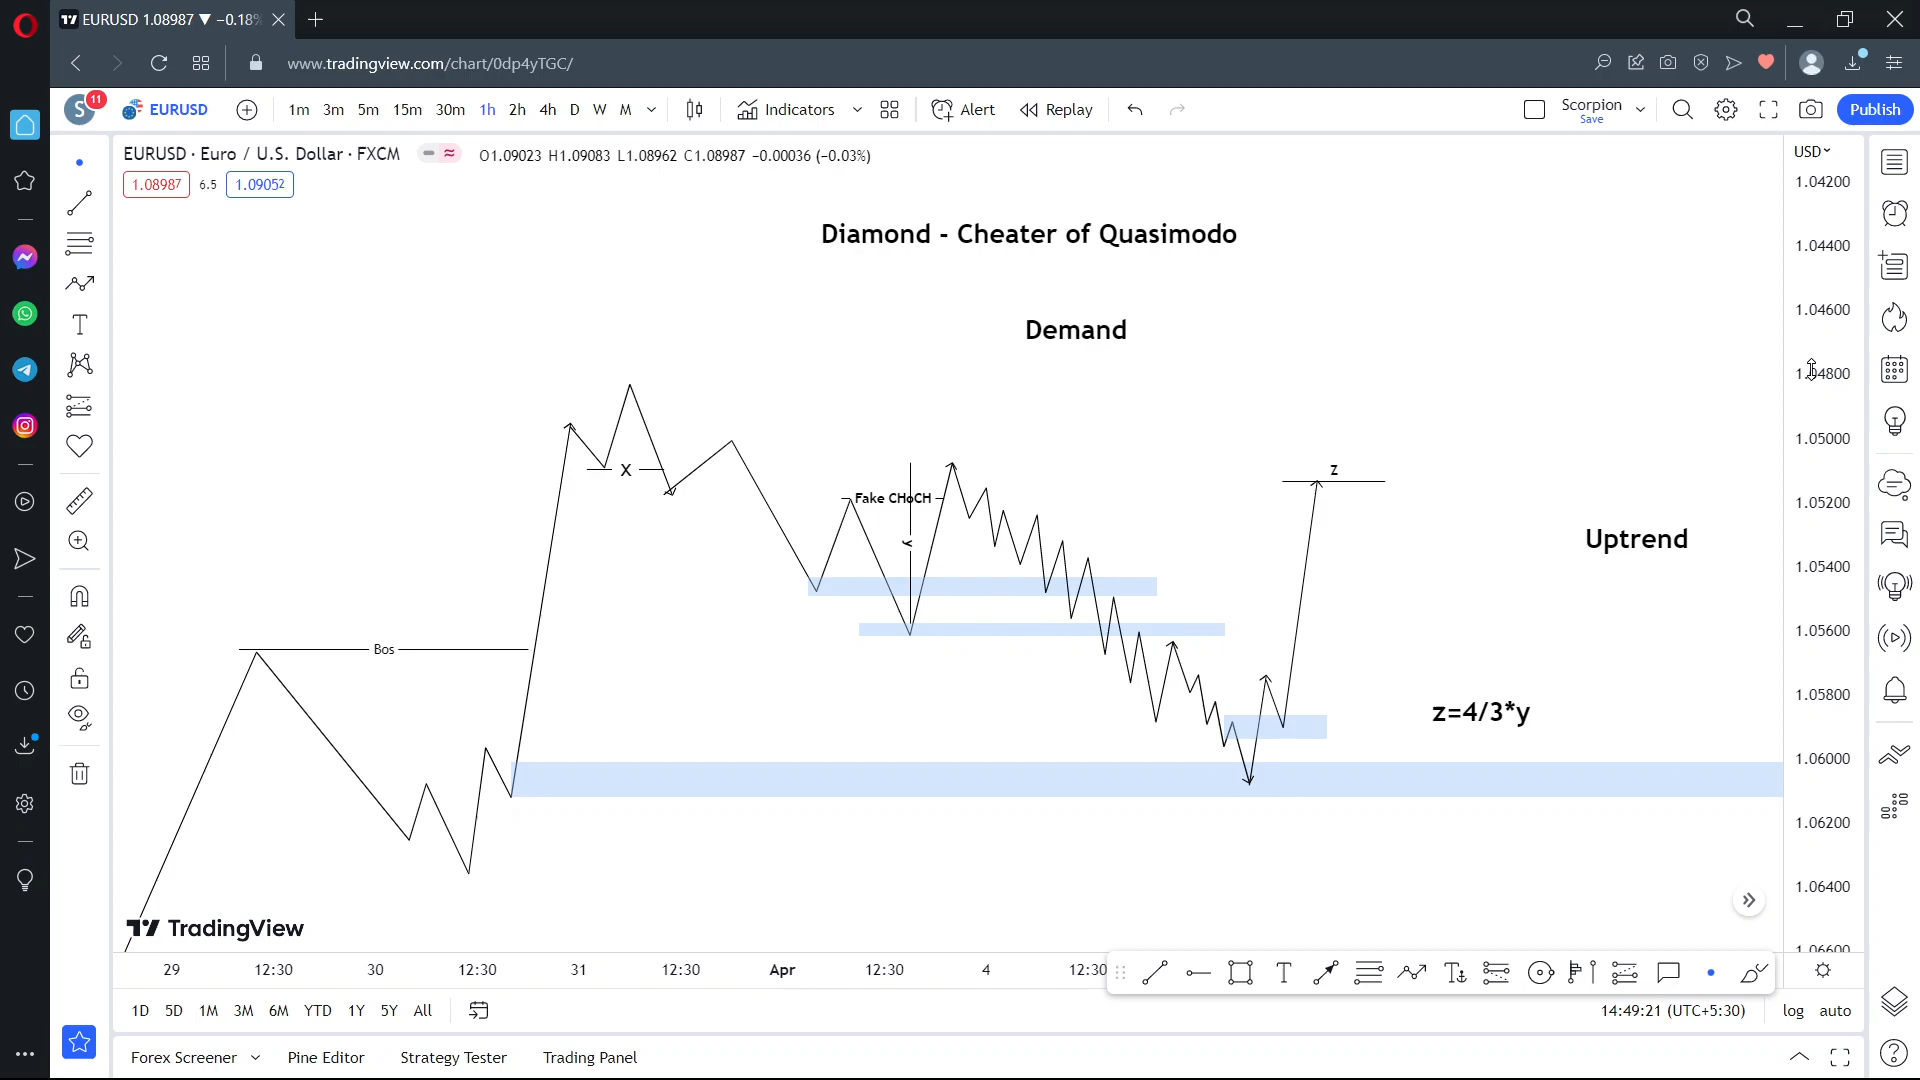 EURUSD 1.08987 ▼ −0.18%
www.tradingview.com/chart/0dp4yTGC/
S 11 EURUSD 1m 3m 5m 15m 30m 1h 2h 4h D W M Indicators Alert Replay Scorpion Save Publish
EURUSD · Euro / U.S. Dollar · FXCM O1.09023 H1.09083 L1.08962 C1.08987 −0.00036 (−0.03%)
USD
1.08987 6.5 1.09052
1.04200
Diamond - Cheater of Quasimodo
1.04400
1.04600
Demand
1.04800
1.05000
X
z
Fake CHoCH
1.05200
y
Uptrend
1.05400
1.05600
Bos
1.05800
z=4/3*y
1.06000
1.06200
1.06400
TradingView
1.06600
29 12:30 30 12:30 31 12:30 Apr 12:30 4 12:30
1D 5D 1M 3M 6M YTD 1Y 5Y All 14:49:21 (UTC+5:30) log auto
Forex Screener Pine Editor Strategy Tester Trading Panel